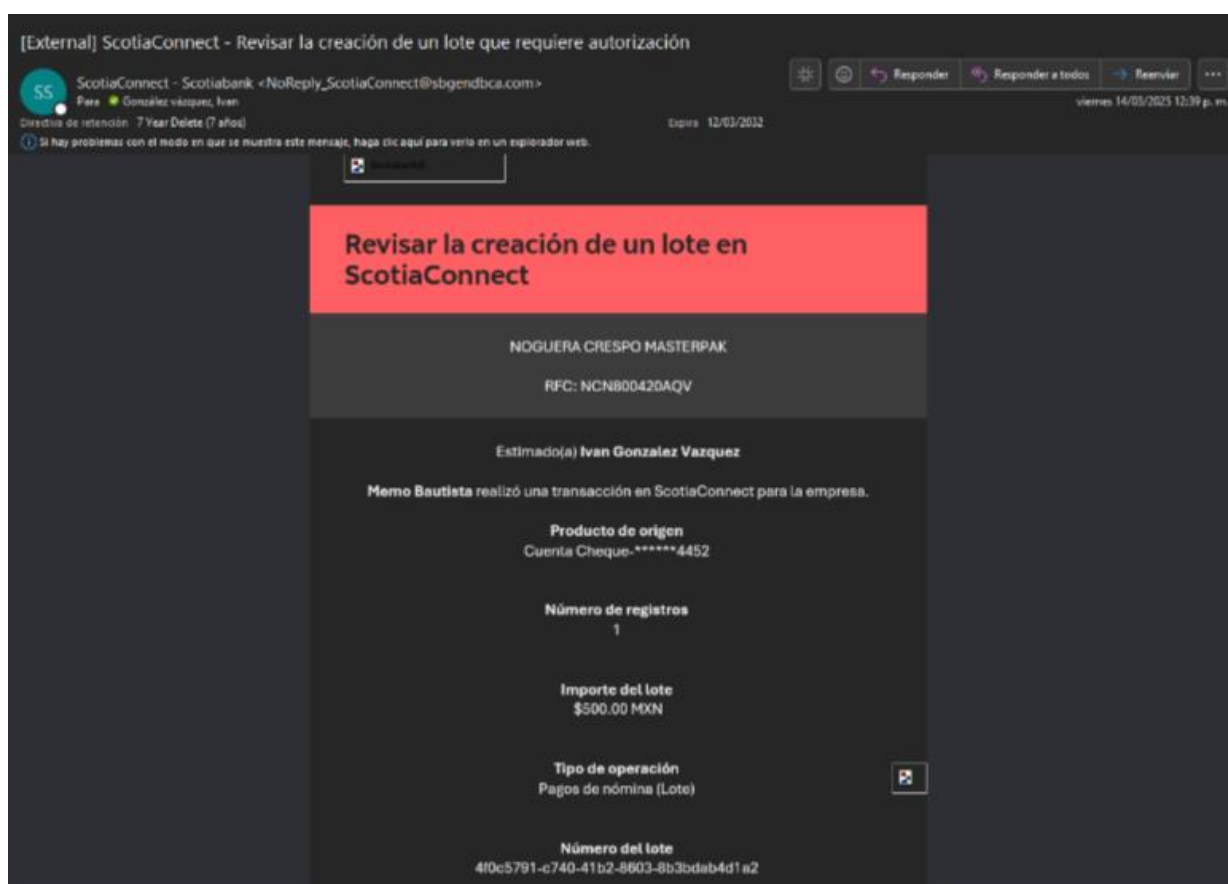 [External] ScotiaConnect - Revisar la creación de un lote que requiere autorización
SS
ScotiaConnect - Scotiabank <NoReply_ScotiaConnect@sbgendbca.com>
Responder
Responder a todos
Reenviar
Para González vázquez, Ivan
viernes 14/03/2025 12:39 p. m.
Directiva de retención 7 Year Delete (7 años)
Expira 12/03/2032
Si hay problemas con el modo en que se muestra este mensaje, haga clic aquí para verlo en un explorador web.
Revisar la creación de un lote en
ScotiaConnect
NOGUERA CRESPO MASTERPAK
RFC: NCN800420AQV
Estimado(a) Ivan Gonzalez Vazquez
Memo Bautista realizó una transacción en ScotiaConnect para la empresa.
Producto de origen
Cuenta Cheque-******4452
Número de registros
1
Importe del lote
$500.00 MXN
Tipo de operación
Pagos de nómina (Lote)
Número del lote
4f0c5791-c740-41b2-8603-8b3bdab4d1a2